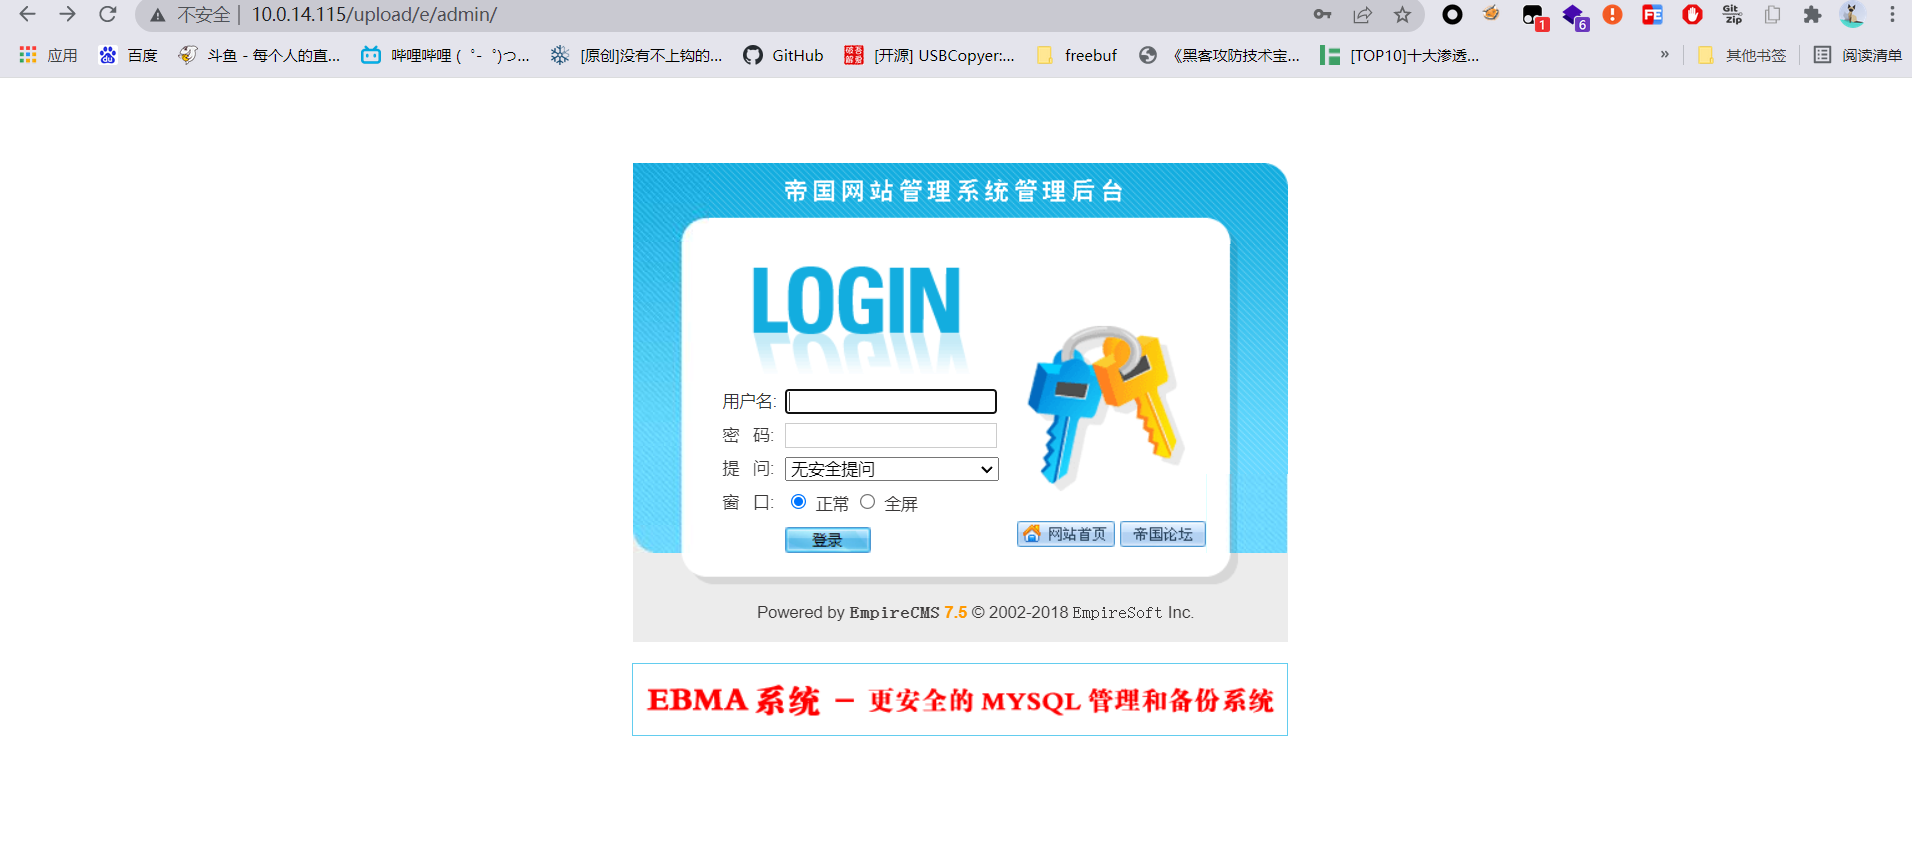 不安全 | 10.0.14.115/upload/e/admin/
1 6 FE Git Zip
应用 百度 斗鱼 - 每个人的直... 哔哩哔哩 (゜-゜)つ... [原创]没有不上钩的... GitHub [开源] USBCopyer:... freebuf 《黑客攻防技术宝... [TOP10]十大渗透... » 其他书签 阅读清单
帝国网站管理系统管理后台
LOGIN
用户名:
密 码:
提 问: 无安全提问
窗 口: 正常 全屏
登录 网站首页 帝国论坛
Powered by EmpireCMS 7.5 © 2002-2018 EmpireSoft Inc.
EBMA 系统 － 更安全的 MYSQL 管理和备份系统